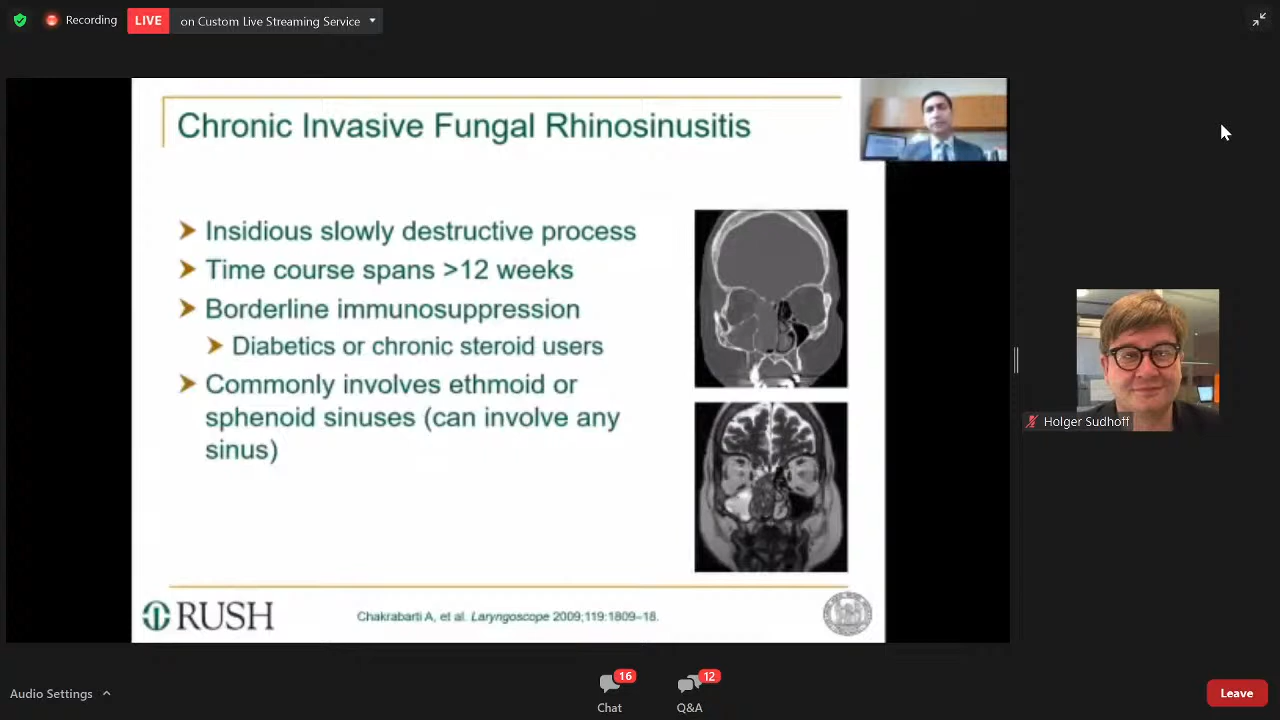 Recording
LIVE
on Custom Live Streaming Service
Chronic Invasive Fungal Rhinosinusitis
Insidious slowly destructive process
Time course spans >12 weeks
Borderline immunosuppression
Diabetics or chronic steroid users
Commonly involves ethmoid or
sphenoid sinuses (can involve any
sinus)
RUSH
Chakrabarti A, et al. Laryngoscope 2009;119:1809–18.
Holger Sudhoff
Audio Settings
16
Chat
12
Q&A
Leave